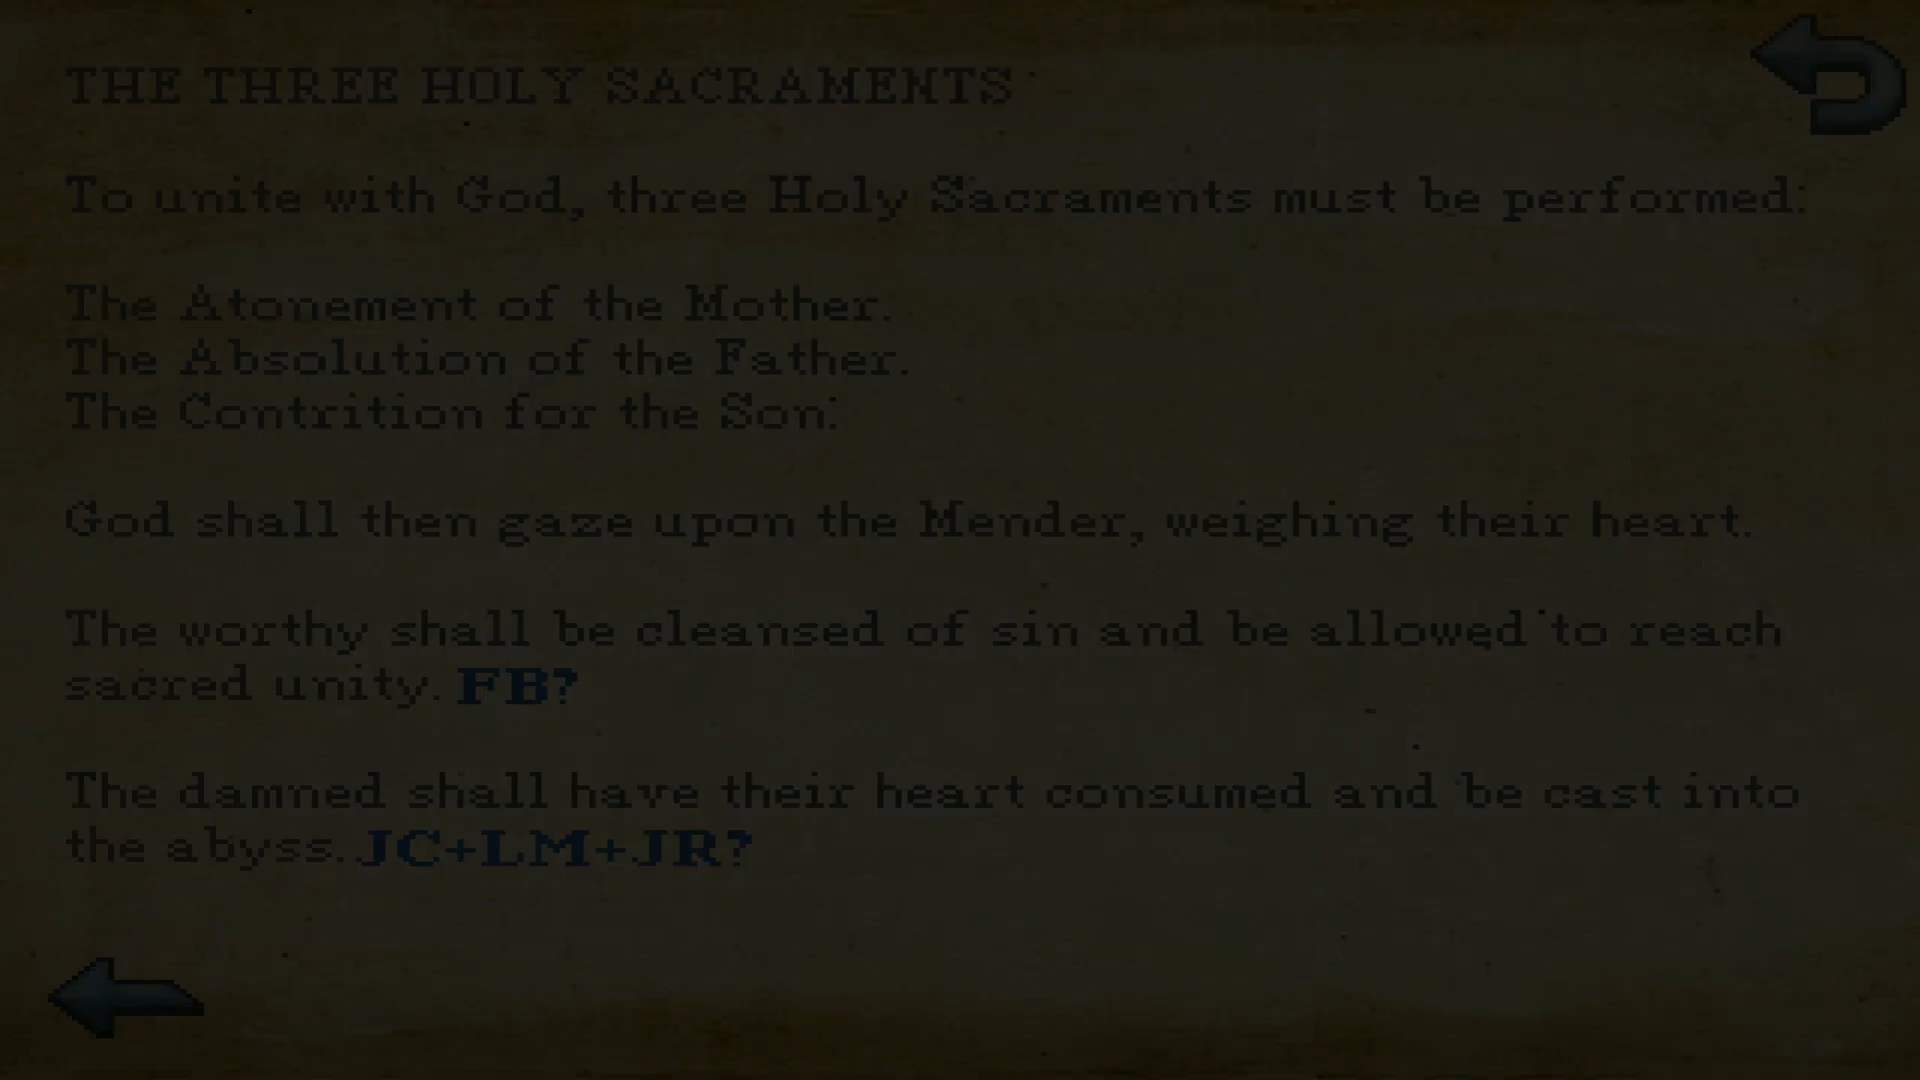 THE THREE HOLY SACRAMENTS
To unite with God, three Holy Sacraments must be performed:
The Atonement of the Mother.
The Absolution of the Father.
The Contrition for the Son.
God shall then gaze upon the Mender, weighing their heart.
The worthy shall be cleansed of sin and be allowed to reach
sacred unity. FB?
The damned shall have their heart consumed and be cast into
the abyss. JC+LM+JR?